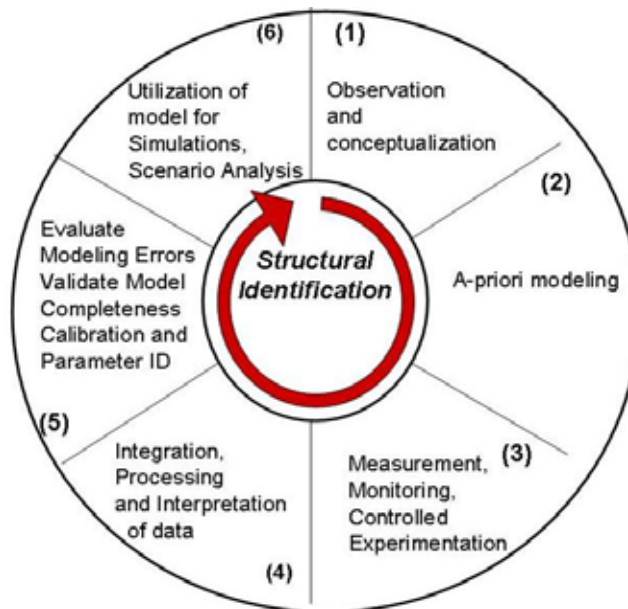 (1)
Observation
and
conceptualization
(2)
A-priori modeling
(3)
Measurement,
Monitoring,
Controlled
Experimentation
(4)
Integration,
Processing
and Interpretation
of data
(5)
Evaluate
Modeling Errors
Validate Model
Completeness
Calibration and
Parameter ID
(6)
Utilization of
model for
Simulations,
Scenario Analysis
Structural
Identification